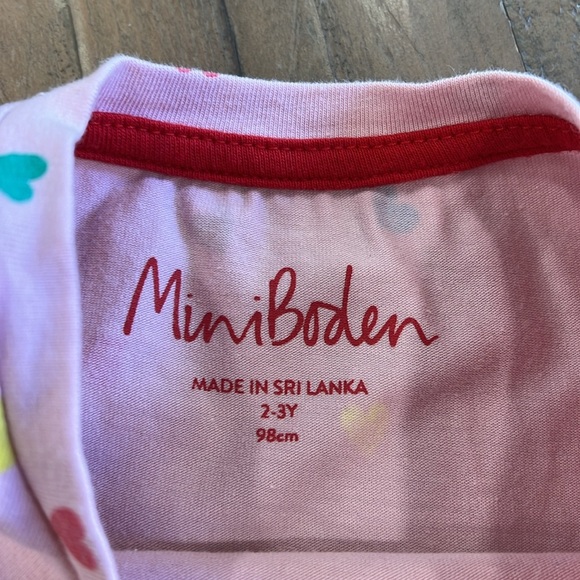 MiniBoden
MADE IN SRI LANKA
2-3Y
98cm